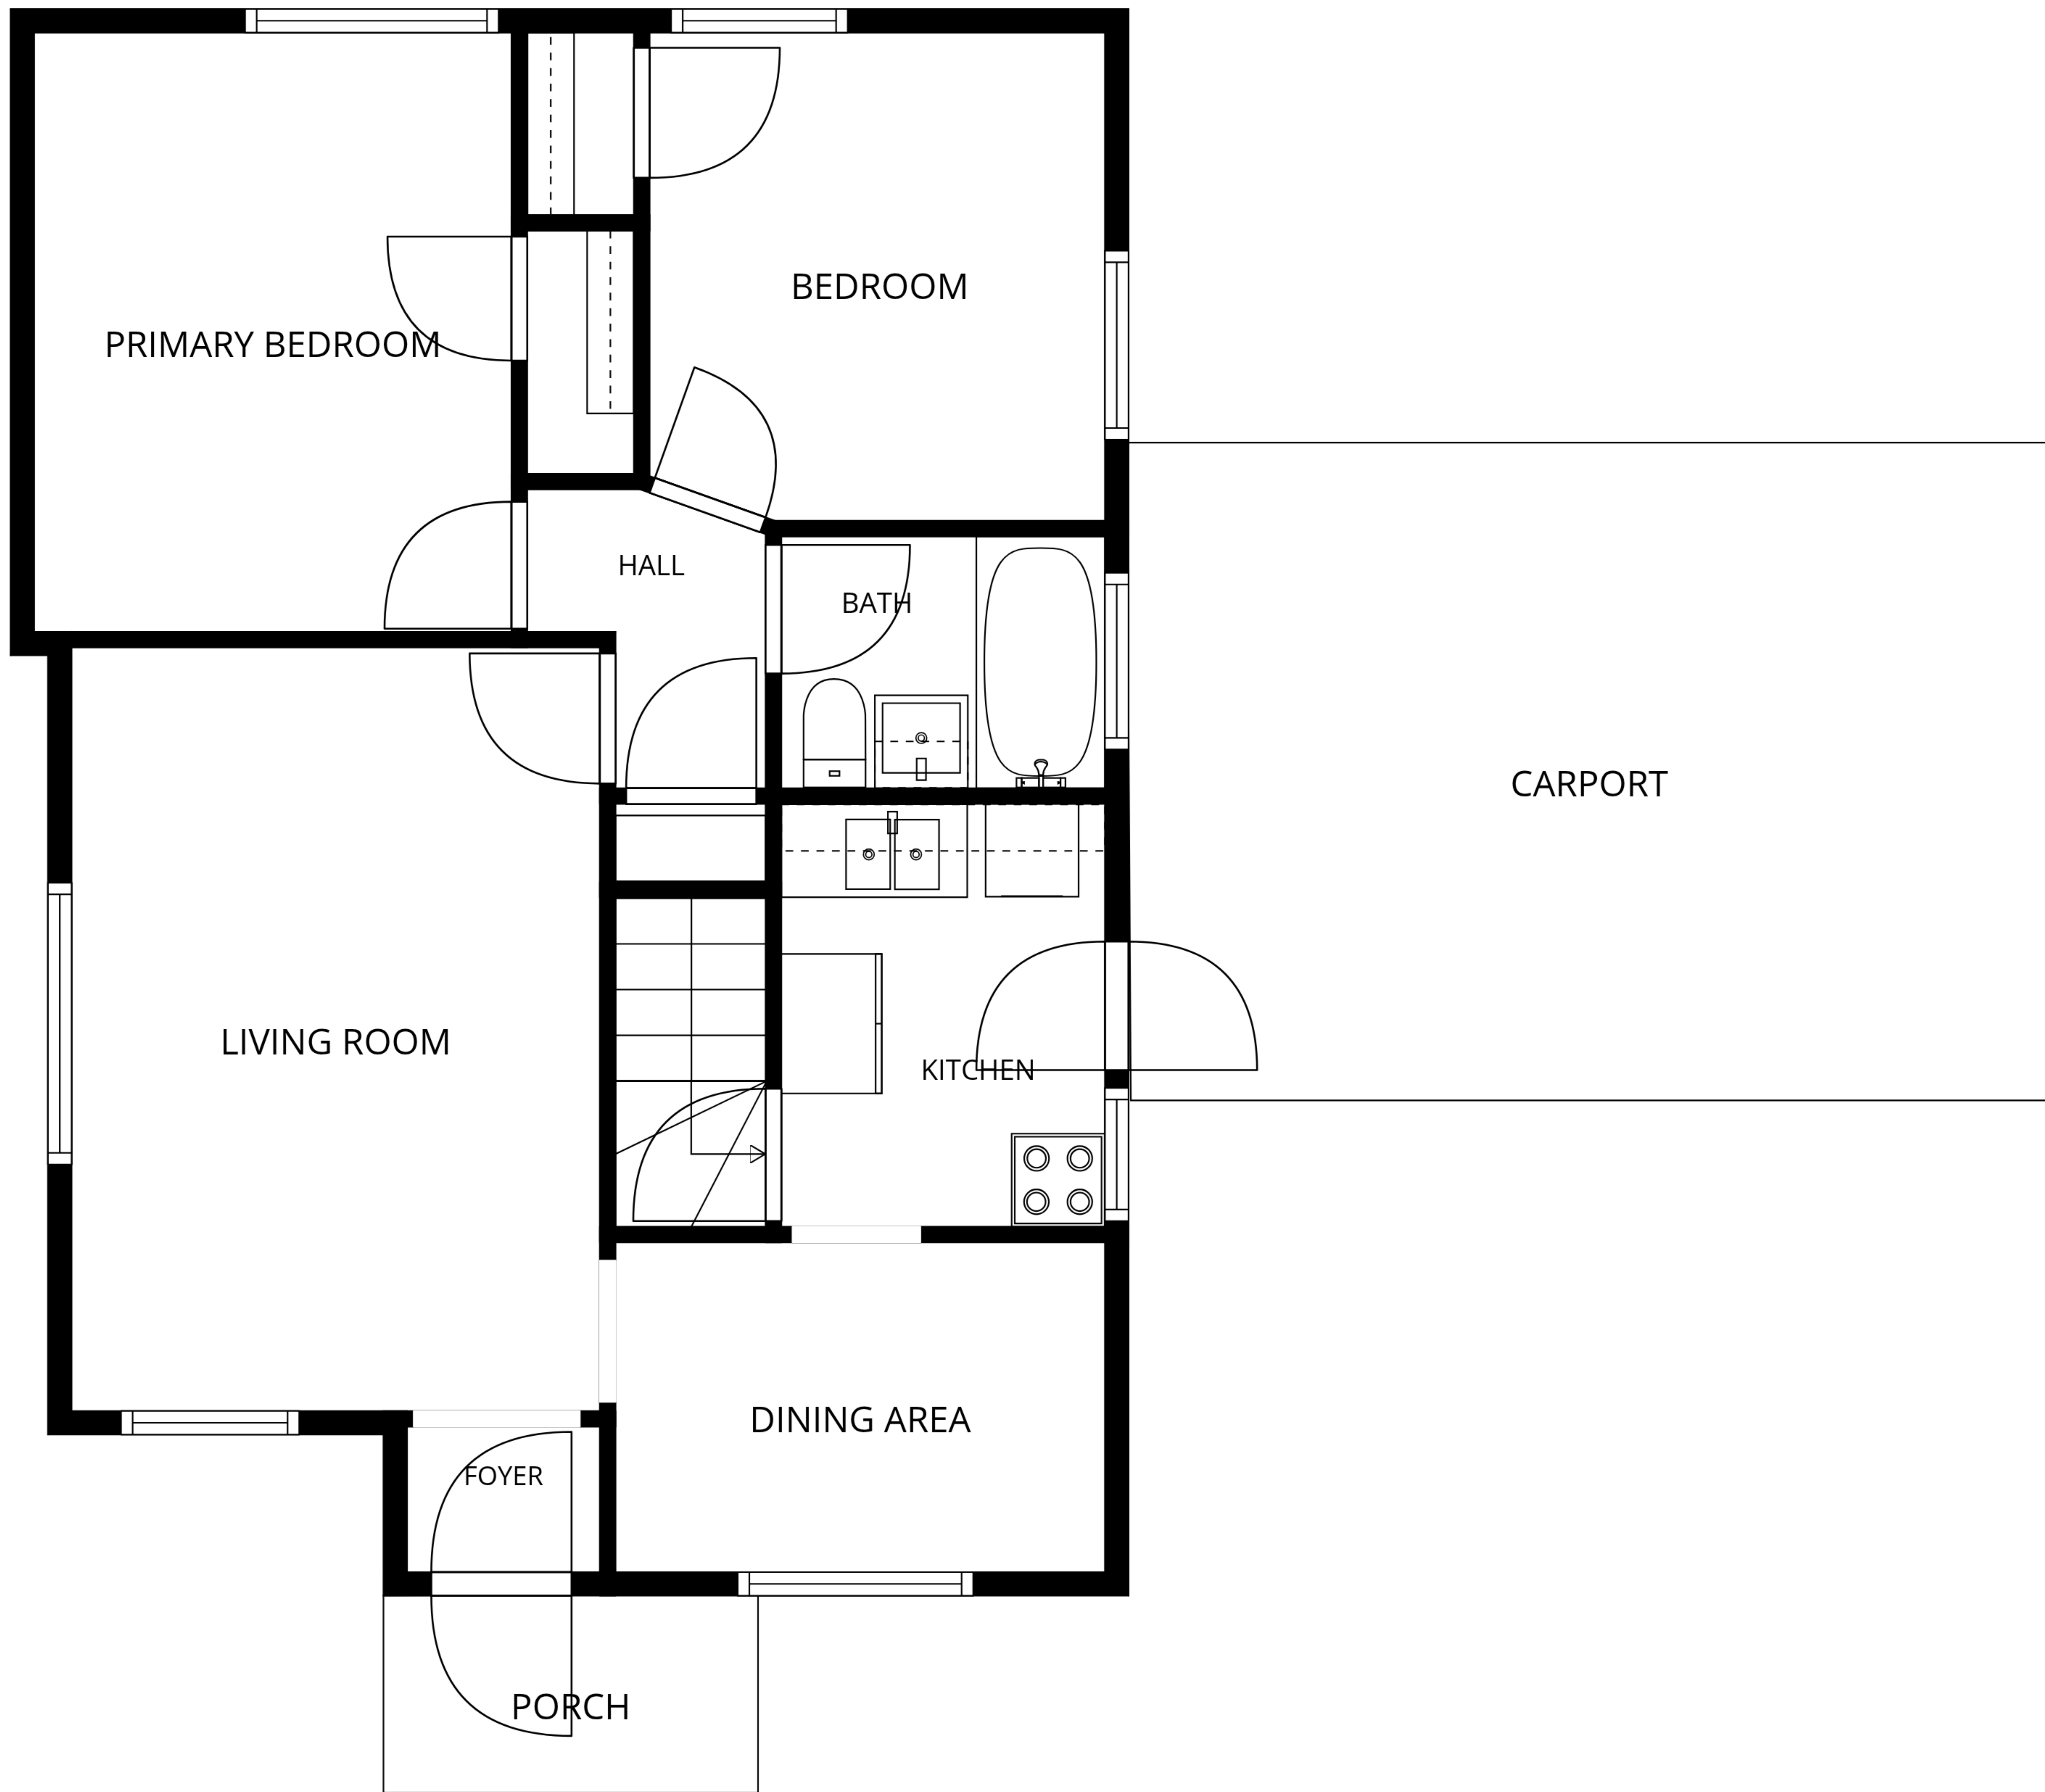 BEDROOM
PRIMARY BEDROOM
HALL
BATH
CARPORT
LIVING ROOM
KITCHEN
DINING AREA
FOYER
PORCH